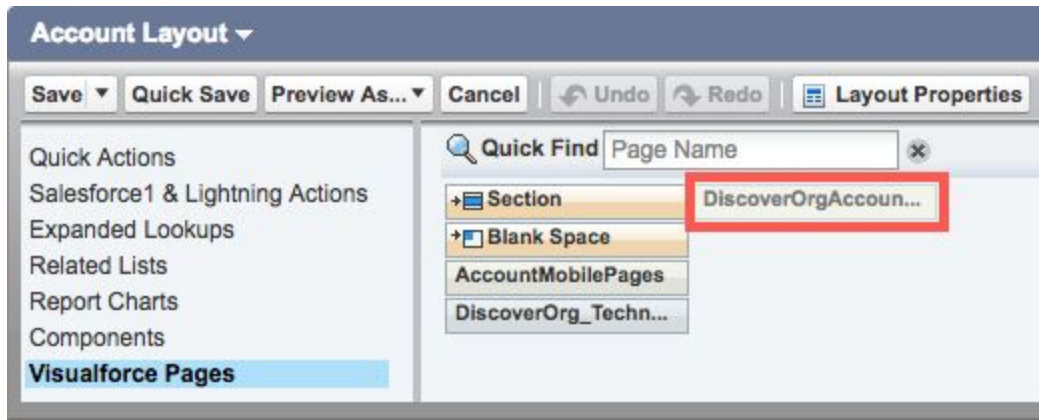 Account Layout
Save Quick Save Preview As... Cancel Undo Redo Layout Properties
Quick Actions
Salesforce1 & Lightning Actions
Expanded Lookups
Related Lists
Report Charts
Components
Visualforce Pages
Quick Find Page Name
Section DiscoverOrgAccoun...
Blank Space
AccountMobilePages
DiscoverOrg_Techn...